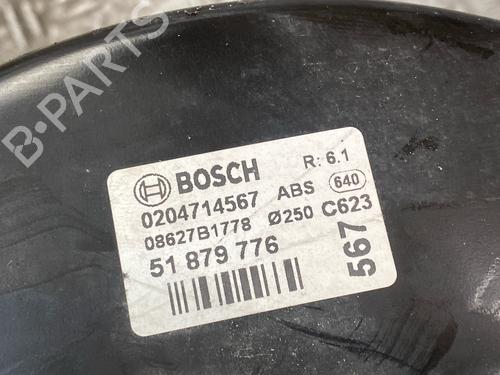 B-PARTS
BOSCH R: 6.1
0204714567 ABS 640
08627B1778 Ø250 C623
51 879 776
567